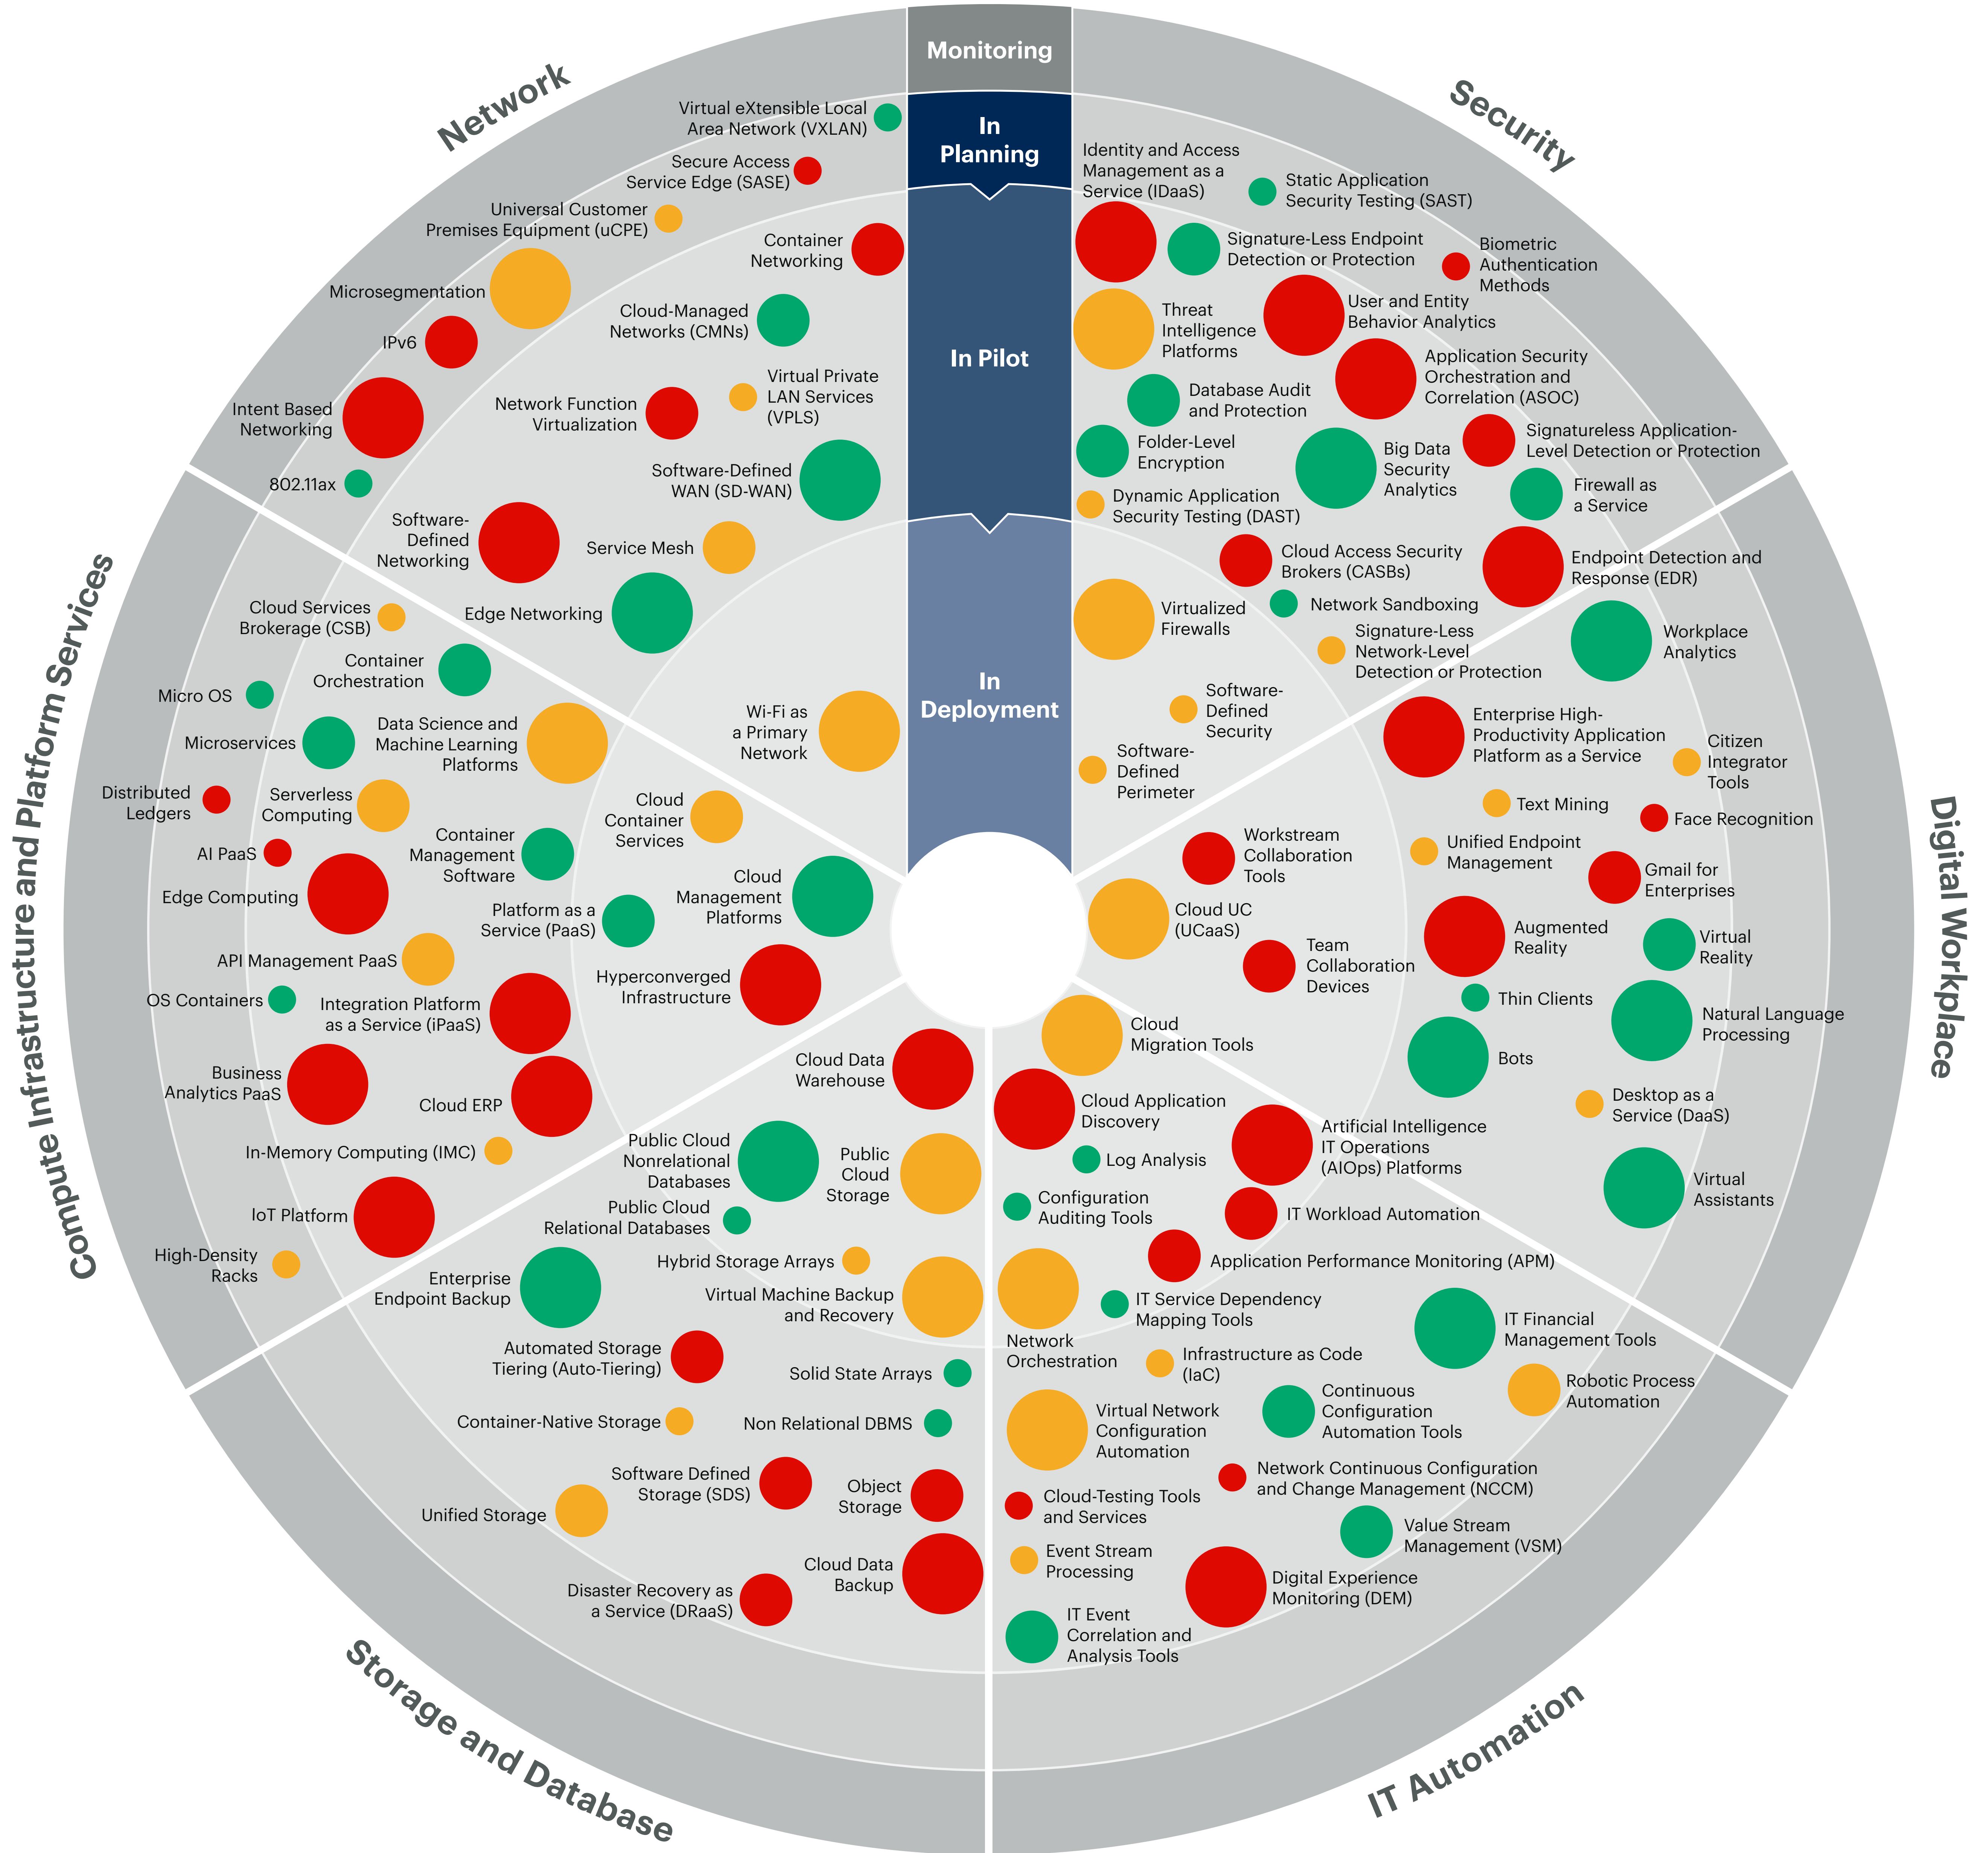 Monitoring
In
Planning
In Pilot
In
Deployment
Network
Virtual eXtensible Local
Area Network (VXLAN)
Secure Access
Service Edge (SASE)
Universal Customer
Premises Equipment (uCPE)
Container
Networking
Microsegmentation
Cloud-Managed
Networks (CMNs)
IPv6
Virtual Private
LAN Services
(VPLS)
Network Function
Virtualization
Intent Based
Networking
Software-Defined
WAN (SD-WAN)
802.11ax
Software-
Defined
Networking
Service Mesh
Edge Networking
Wi-Fi as
a Primary
Network
Security
Identity and Access
Management as a
Service (IDaaS)
Static Application
Security Testing (SAST)
Signature-Less Endpoint
Detection or Protection
Biometric
Authentication
Methods
Threat
Intelligence
Platforms
User and Entity
Behavior Analytics
Application Security
Orchestration and
Correlation (ASOC)
Database Audit
and Protection
Signatureless Application-
Level Detection or Protection
Folder-Level
Encryption
Big Data
Security
Analytics
Firewall as
a Service
Dynamic Application
Security Testing (DAST)
Cloud Access Security
Brokers (CASBs)
Endpoint Detection and
Response (EDR)
Network Sandboxing
Virtualized
Firewalls
Signature-Less
Network-Level
Detection or Protection
Software-
Defined
Security
Software-
Defined
Perimeter
Digital Workplace
Workplace
Analytics
Enterprise High-
Productivity Application
Platform as a Service
Citizen
Integrator
Tools
Text Mining
Face Recognition
Unified Endpoint
Management
Gmail for
Enterprises
Workstream
Collaboration
Tools
Cloud UC
(UCaaS)
Augmented
Reality
Virtual
Reality
Team
Collaboration
Devices
Thin Clients
Natural Language
Processing
Bots
Desktop as a
Service (DaaS)
Virtual
Assistants
Compute Infrastructure and Platform Services
Cloud Services
Brokerage (CSB)
Container
Orchestration
Micro OS
Microservices
Data Science and
Machine Learning
Platforms
Distributed
Ledgers
Serverless
Computing
Cloud
Container
Services
AI PaaS
Container
Management
Software
Edge Computing
Cloud
Management
Platforms
Platform as a
Service (PaaS)
API Management PaaS
Hyperconverged
Infrastructure
OS Containers
Integration Platform
as a Service (iPaaS)
Business
Analytics PaaS
Cloud ERP
In-Memory Computing (IMC)
IoT Platform
High-Density
Racks
Storage and Database
Cloud Data
Warehouse
Public Cloud
Nonrelational
Databases
Public
Cloud
Storage
Public Cloud
Relational Databases
Hybrid Storage Arrays
Enterprise
Endpoint Backup
Virtual Machine Backup
and Recovery
Automated Storage
Tiering (Auto-Tiering)
Solid State Arrays
Container-Native Storage
Non Relational DBMS
Software Defined
Storage (SDS)
Object
Storage
Unified Storage
Cloud Data
Backup
Disaster Recovery as
a Service (DRaaS)
IT Automation
Cloud
Migration Tools
Cloud Application
Discovery
Artificial Intelligence
IT Operations
(AIOps) Platforms
Log Analysis
Configuration
Auditing Tools
IT Workload Automation
Application Performance Monitoring (APM)
IT Service Dependency
Mapping Tools
Network
Orchestration
IT Financial
Management Tools
Infrastructure as Code
(IaC)
Robotic Process
Automation
Continuous
Configuration
Automation Tools
Virtual Network
Configuration
Automation
Network Continuous Configuration
and Change Management (NCCM)
Cloud-Testing Tools
and Services
Value Stream
Management (VSM)
Event Stream
Processing
Digital Experience
Monitoring (DEM)
IT Event
Correlation and
Analysis Tools